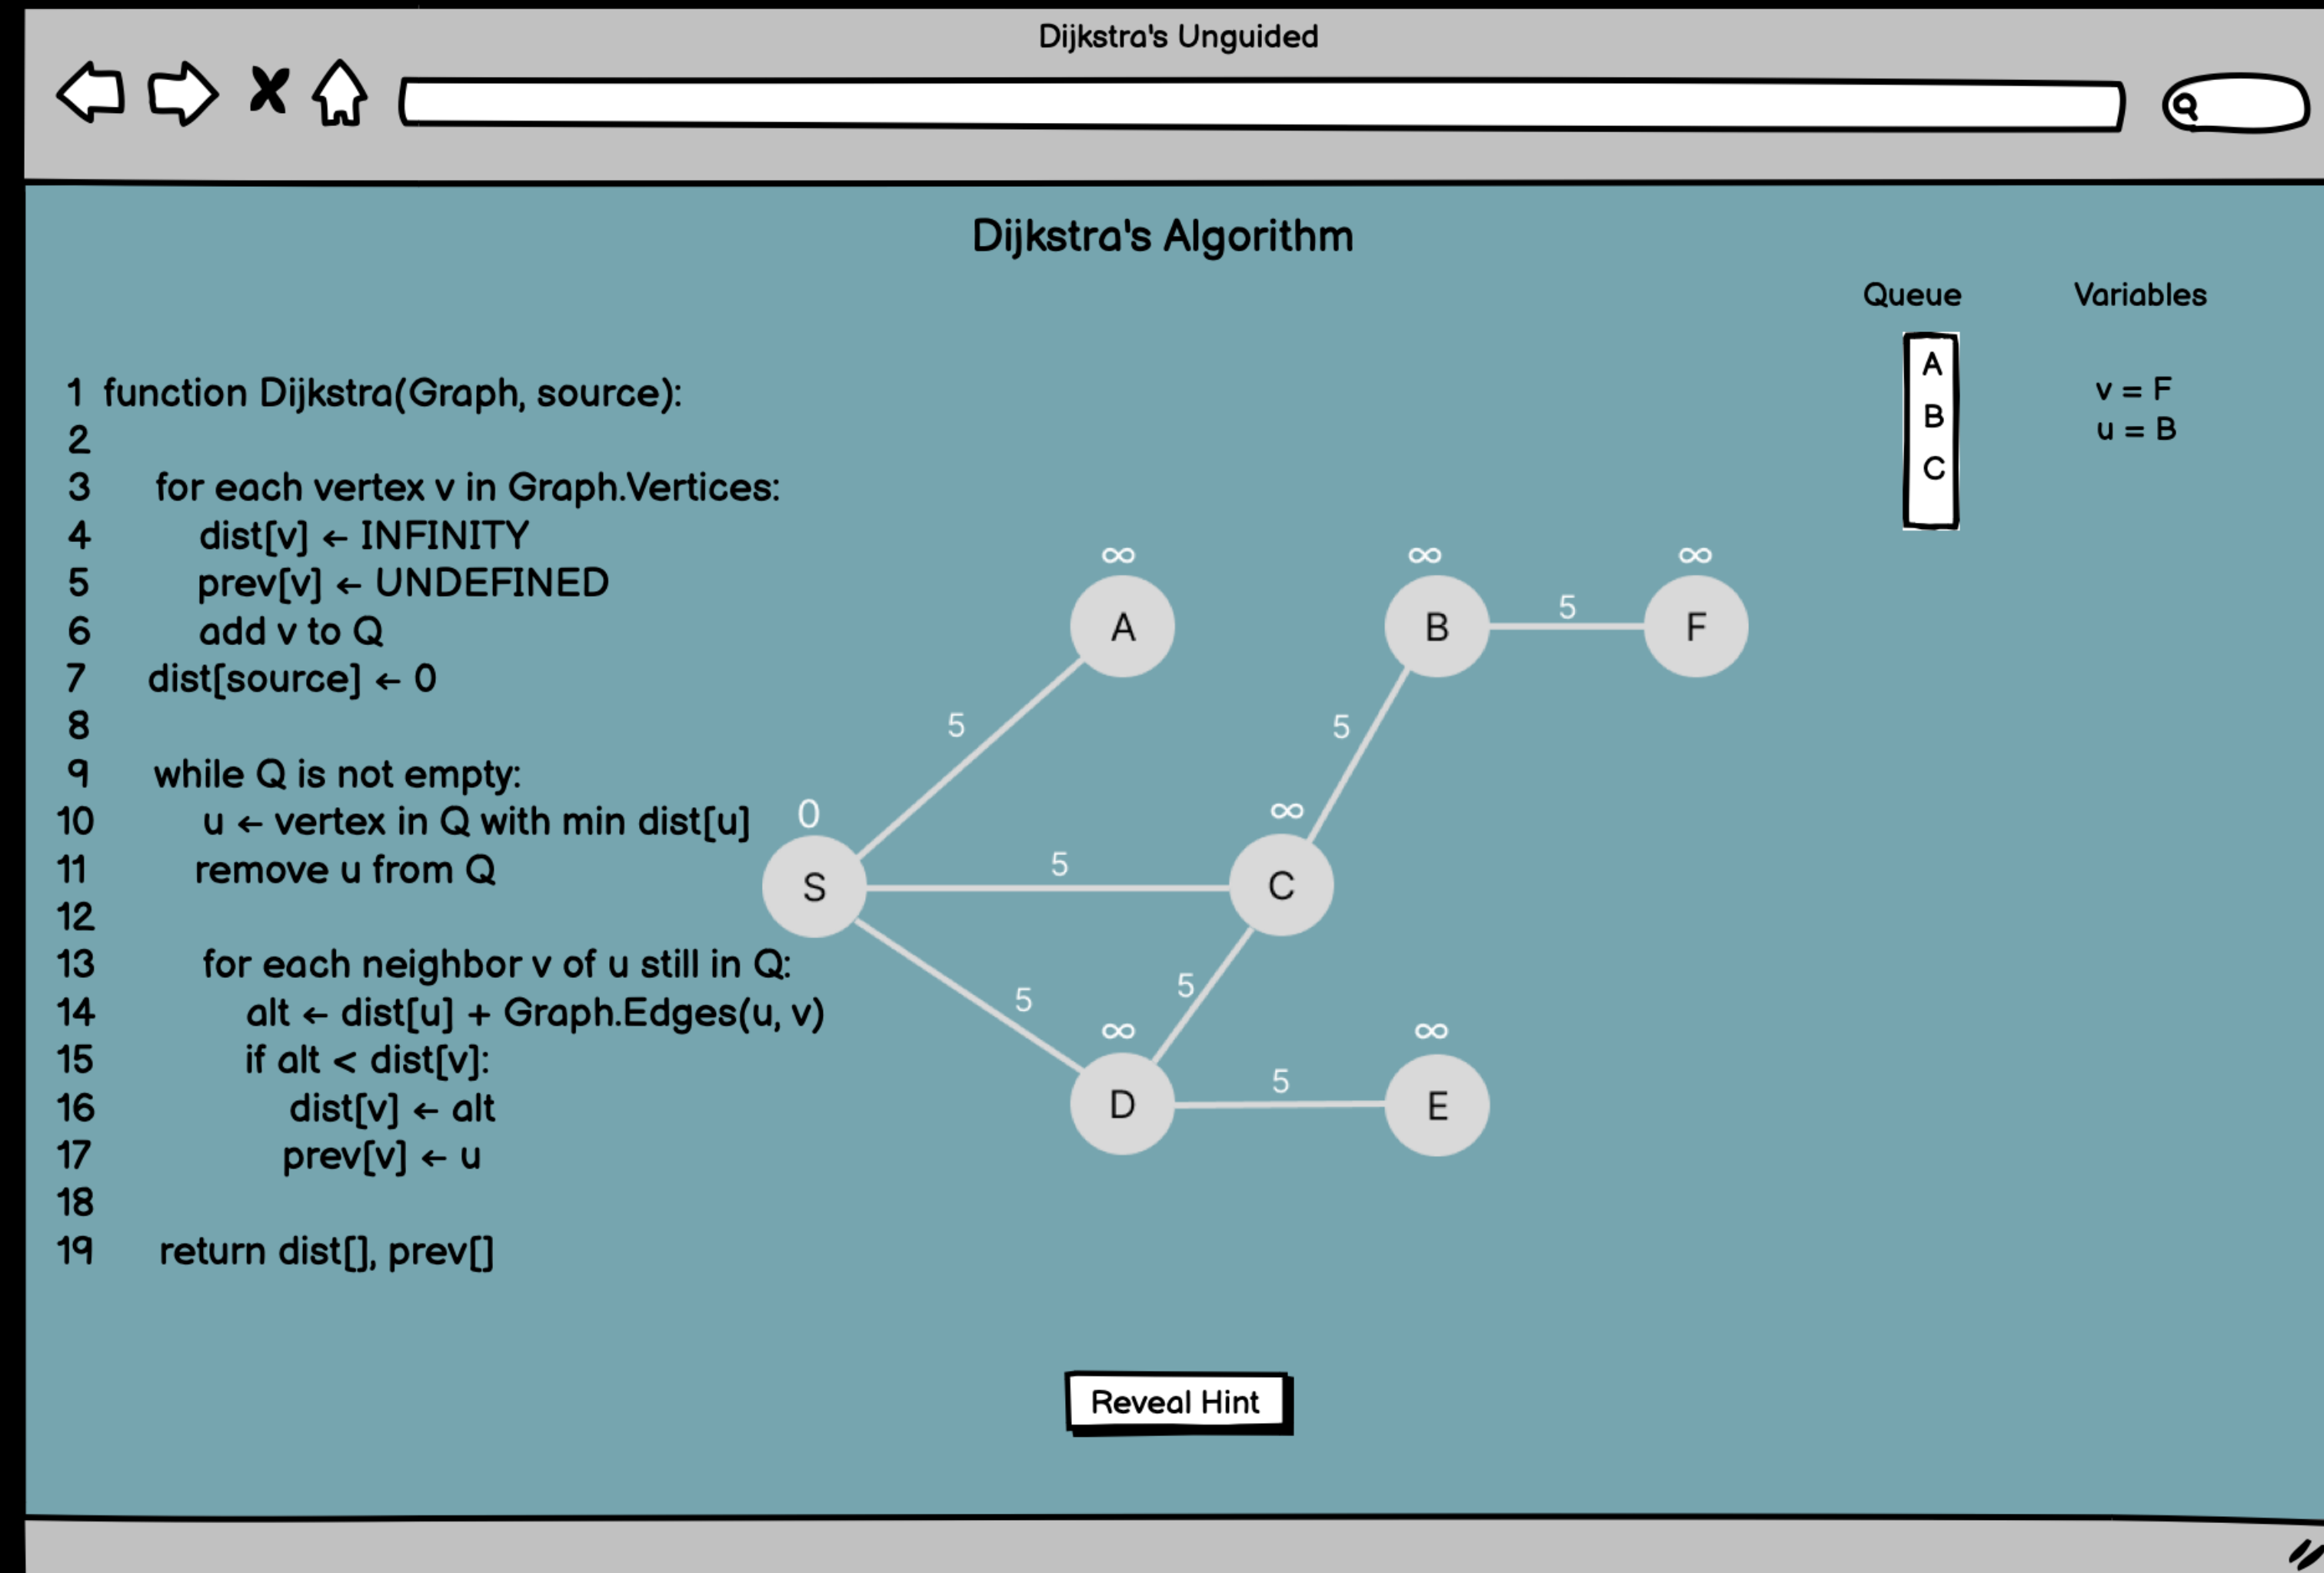 Dijkstra's Unguided
Dijkstra's Algorithm
Queue
A
B
C
Variables
v = F
u = B
1 function Dijkstra(Graph, source):
2
3 for each vertex v in Graph.Vertices:
4 dist[v] ← INFINITY
5 prev[v] ← UNDEFINED
6 add v to Q
7 dist[source] ← 0
8
9 while Q is not empty:
10 u ← vertex in Q with min dist[u]
11 remove u from Q
12
13 for each neighbor v of u still in Q:
14 alt ← dist[u] + Graph.Edges(u, v)
15 if alt < dist[v]:
16 dist[v] ← alt
17 prev[v] ← u
18
19 return dist[], prev[]
∞ ∞ ∞
A B 5 F
5 5
0 ∞
S 5 C
5 5
∞ ∞
D 5 E
Reveal Hint